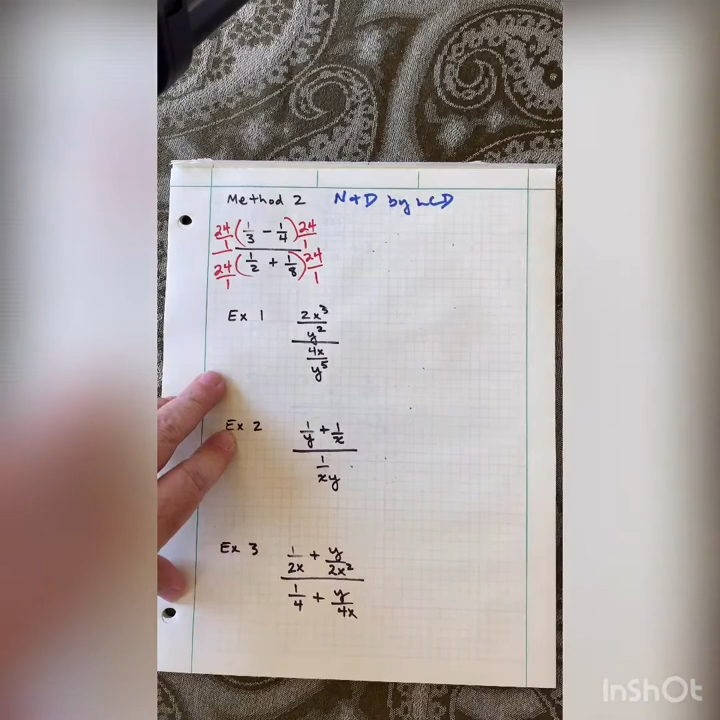 Method 2 N & D by LCD
24/1 (1/3 - 1/4) 24/1
24/1 (1/2 + 1/8) 24/1
Ex 1
2x³/y²
4x/y⁵
Ex 2
1/y + 1/x
1/xy
Ex 3
1/2x + y/2x²
1/4 + y/4x
InShOt